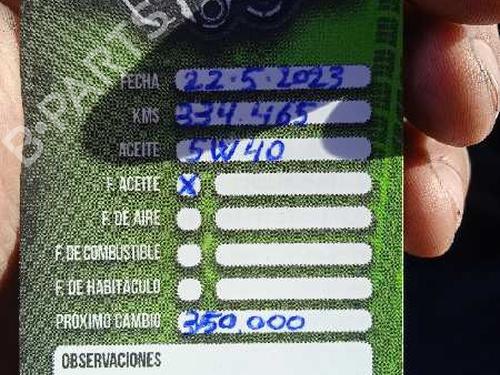 B-PARTS
FECHA 22-5-2023
KMS 334.465
ACEITE 5W40
F. ACEITE X
F. DE AIRE
F. DE COMBUSTIBLE
F. DE HABITÁCULO
PRÓXIMO CAMBIO 350.000
OBSERVACIONES